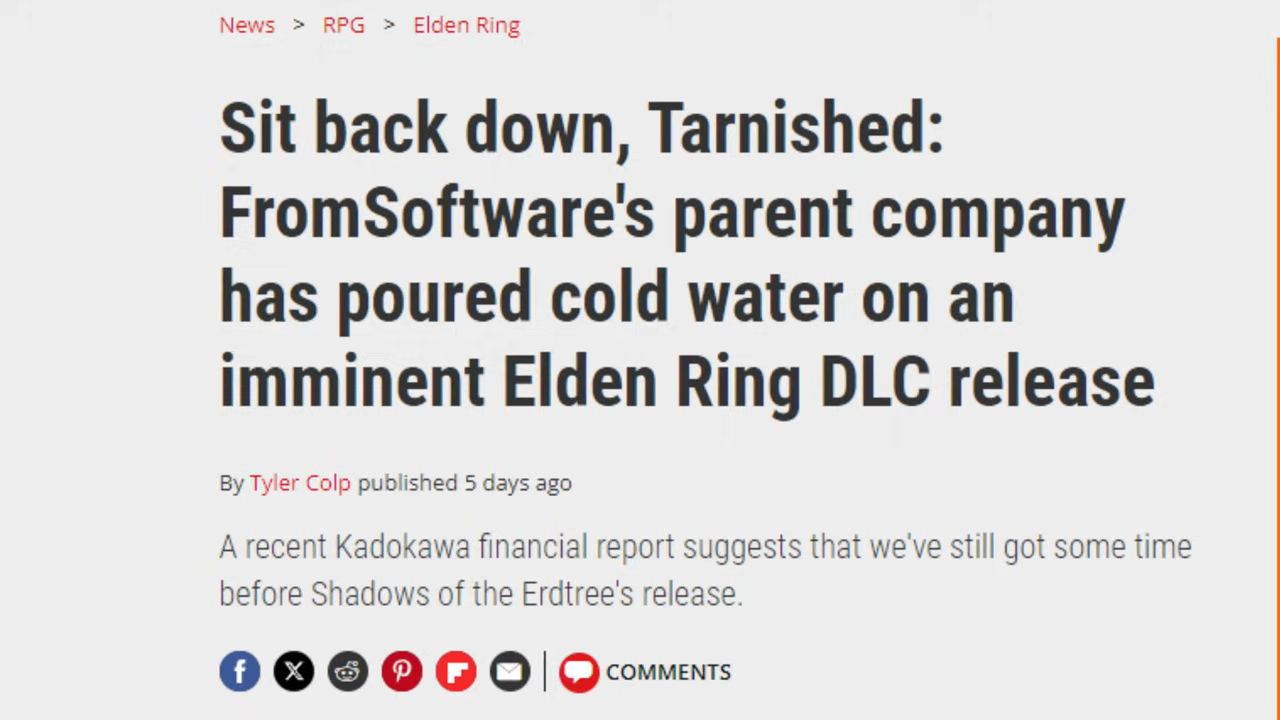 News > RPG > Elden Ring
Sit back down, Tarnished:
FromSoftware's parent company
has poured cold water on an
imminent Elden Ring DLC release
By Tyler Colp published 5 days ago
A recent Kadokawa financial report suggests that we've still got some time
before Shadows of the Erdtree's release.
COMMENTS